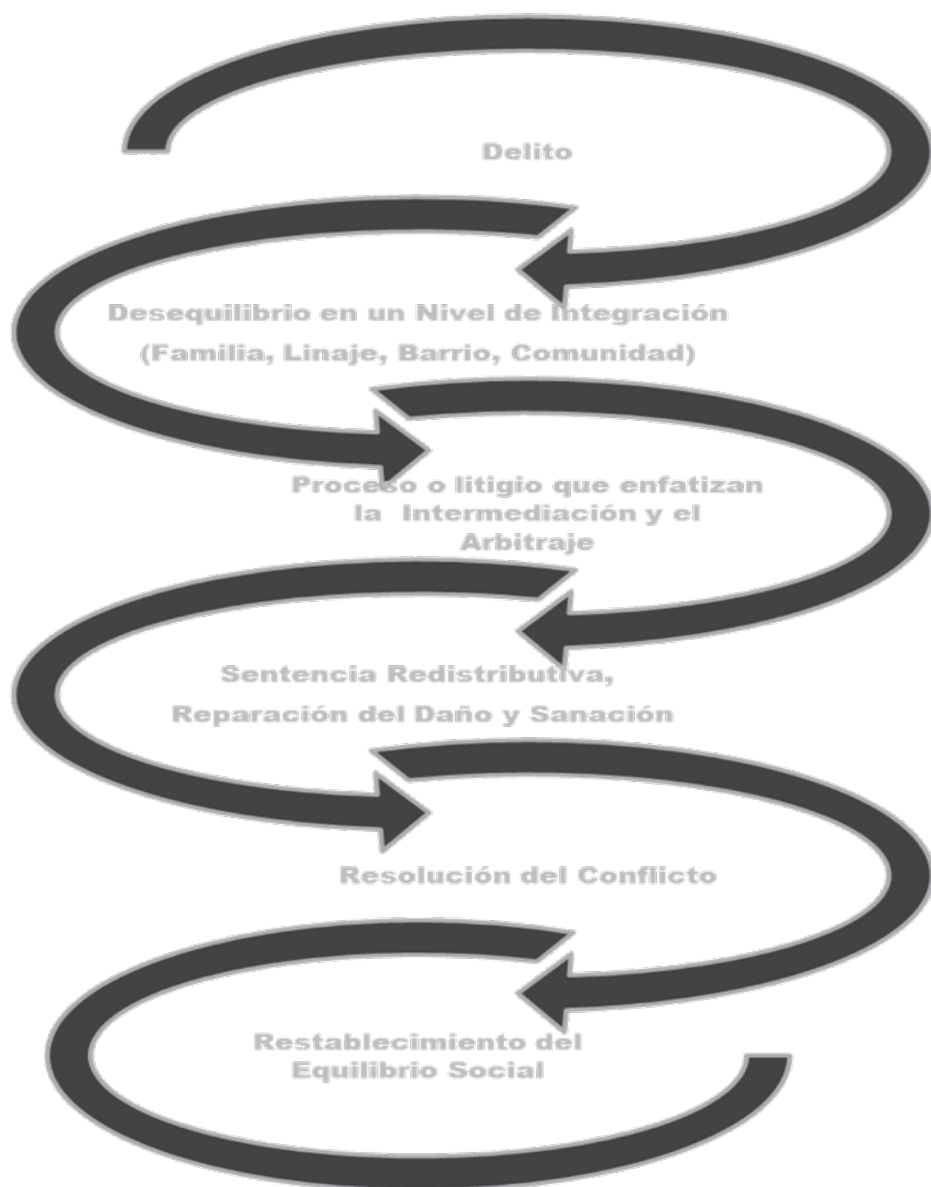 Delito
Desequilibrio en un Nivel de Integración
(Familia, Linaje, Barrio, Comunidad)
Proceso o litigio que enfatizan
la Intermediación y el
Arbitraje
Sentencia Redistributiva,
Reparación del Daño y Sanación
Resolución del Conflicto
Restablecimiento del
Equilibrio Social